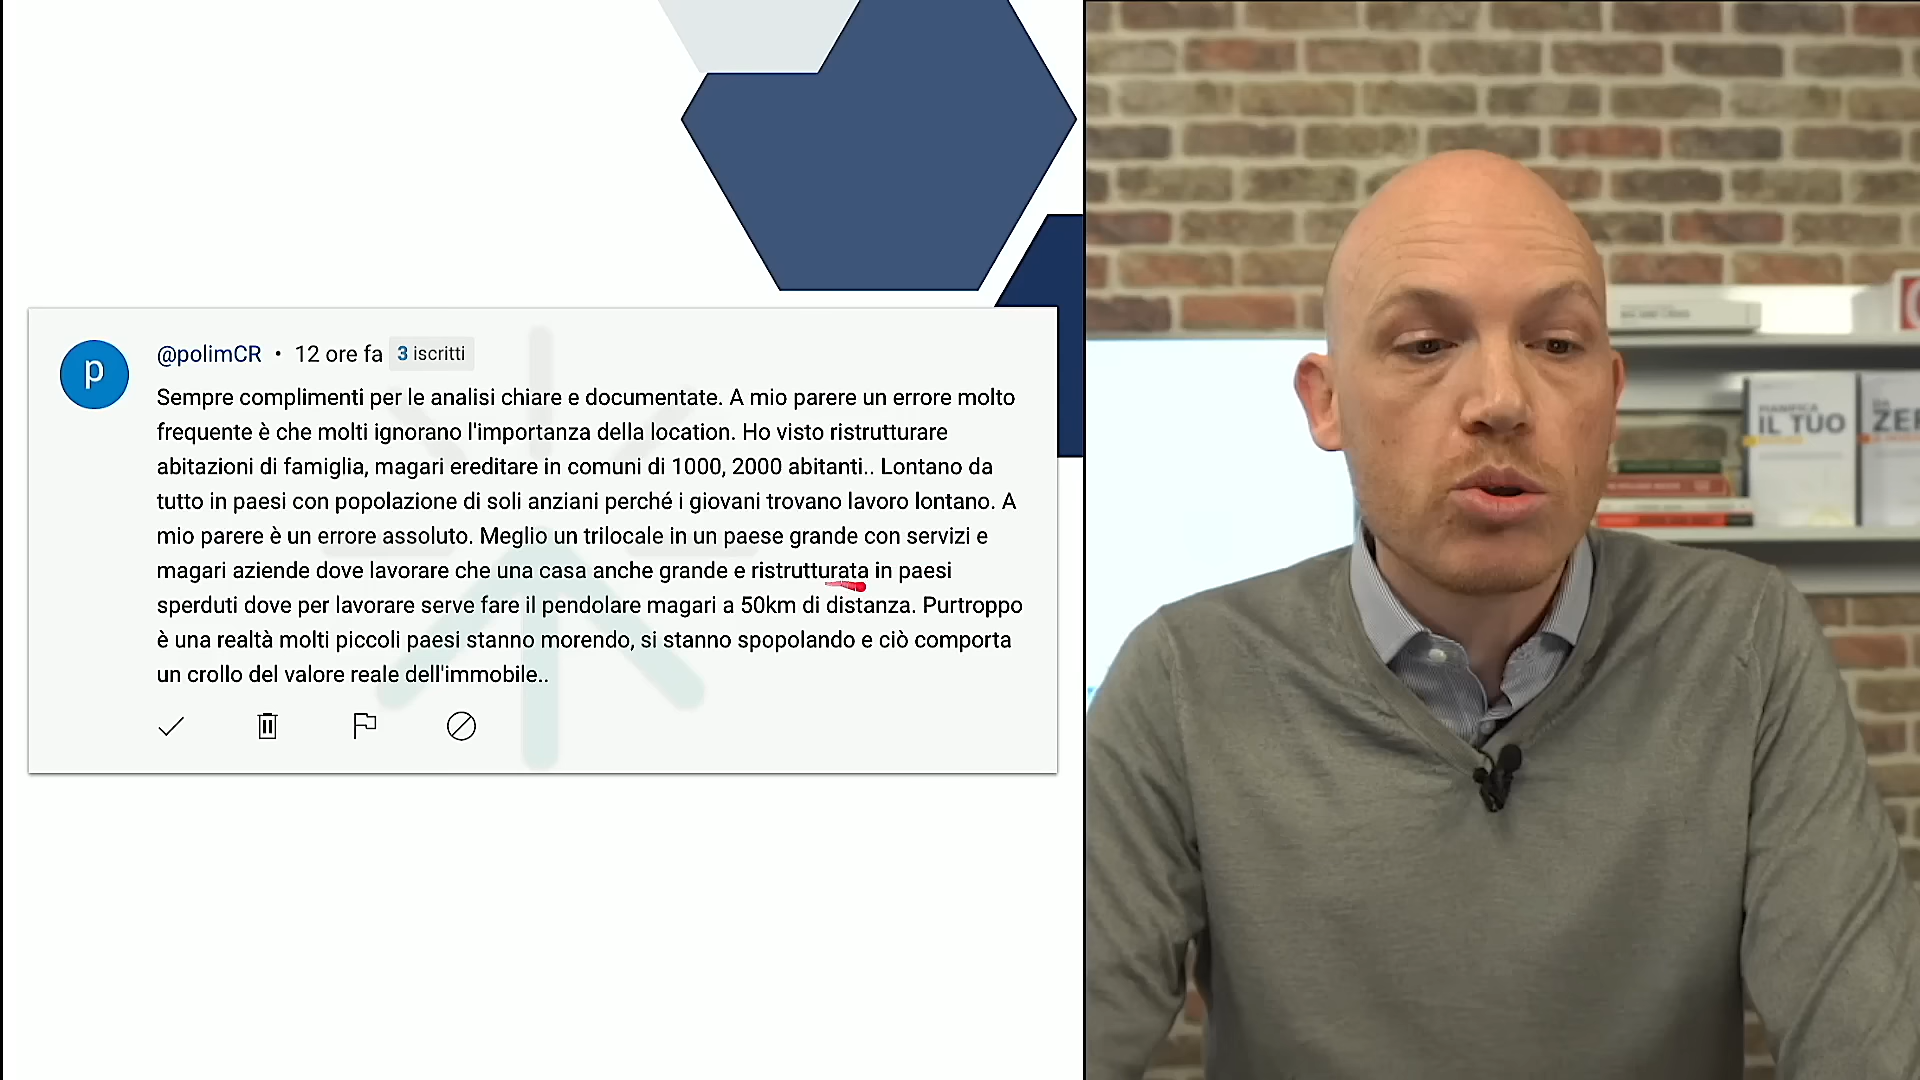 @polimCR • 12 ore fa 3 iscritti
p
Sempre complimenti per le analisi chiare e documentate. A mio parere un errore molto
frequente è che molti ignorano l'importanza della location. Ho visto ristrutturare
abitazioni di famiglia, magari ereditare in comuni di 1000, 2000 abitanti.. Lontano da
tutto in paesi con popolazione di soli anziani perché i giovani trovano lavoro lontano. A
mio parere è un errore assoluto. Meglio un trilocale in un paese grande con servizi e
magari aziende dove lavorare che una casa anche grande e ristrutturata in paesi
sperduti dove per lavorare serve fare il pendolare magari a 50km di distanza. Purtroppo
è una realtà molti piccoli paesi stanno morendo, si stanno spopolando e ciò comporta
un crollo del valore reale dell'immobile..
PIANIFICA
IL TUO
DA
ZER